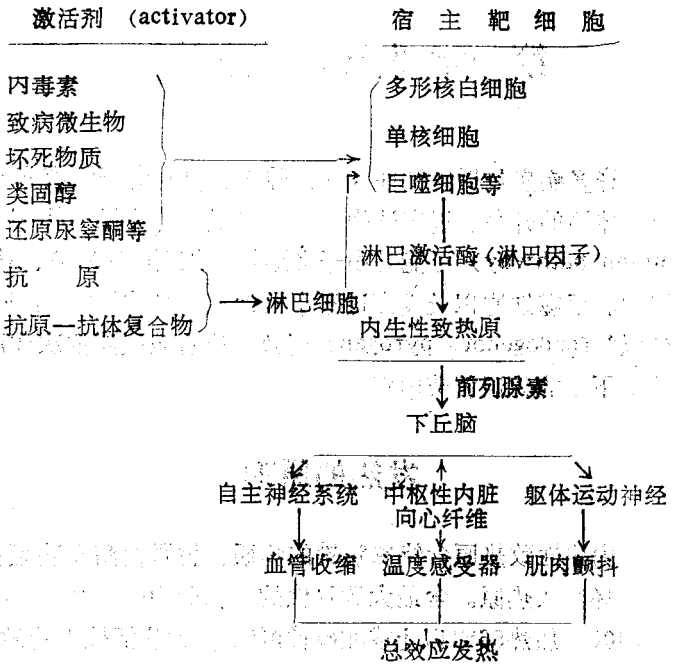 激活剂 (activator)
宿主靶细胞
内毒素
致病微生物
坏死物质
类固醇
还原尿睾酮等
抗原
抗原—抗体复合物
淋巴细胞
多形核白细胞
单核细胞
巨噬细胞等
淋巴激活酶(淋巴因子)
内生性致热原
前列腺素
下丘脑
自主神经系统
中枢性内脏
向心纤维
躯体运动神经
血管收缩
温度感受器
肌肉颤抖
总效应发热